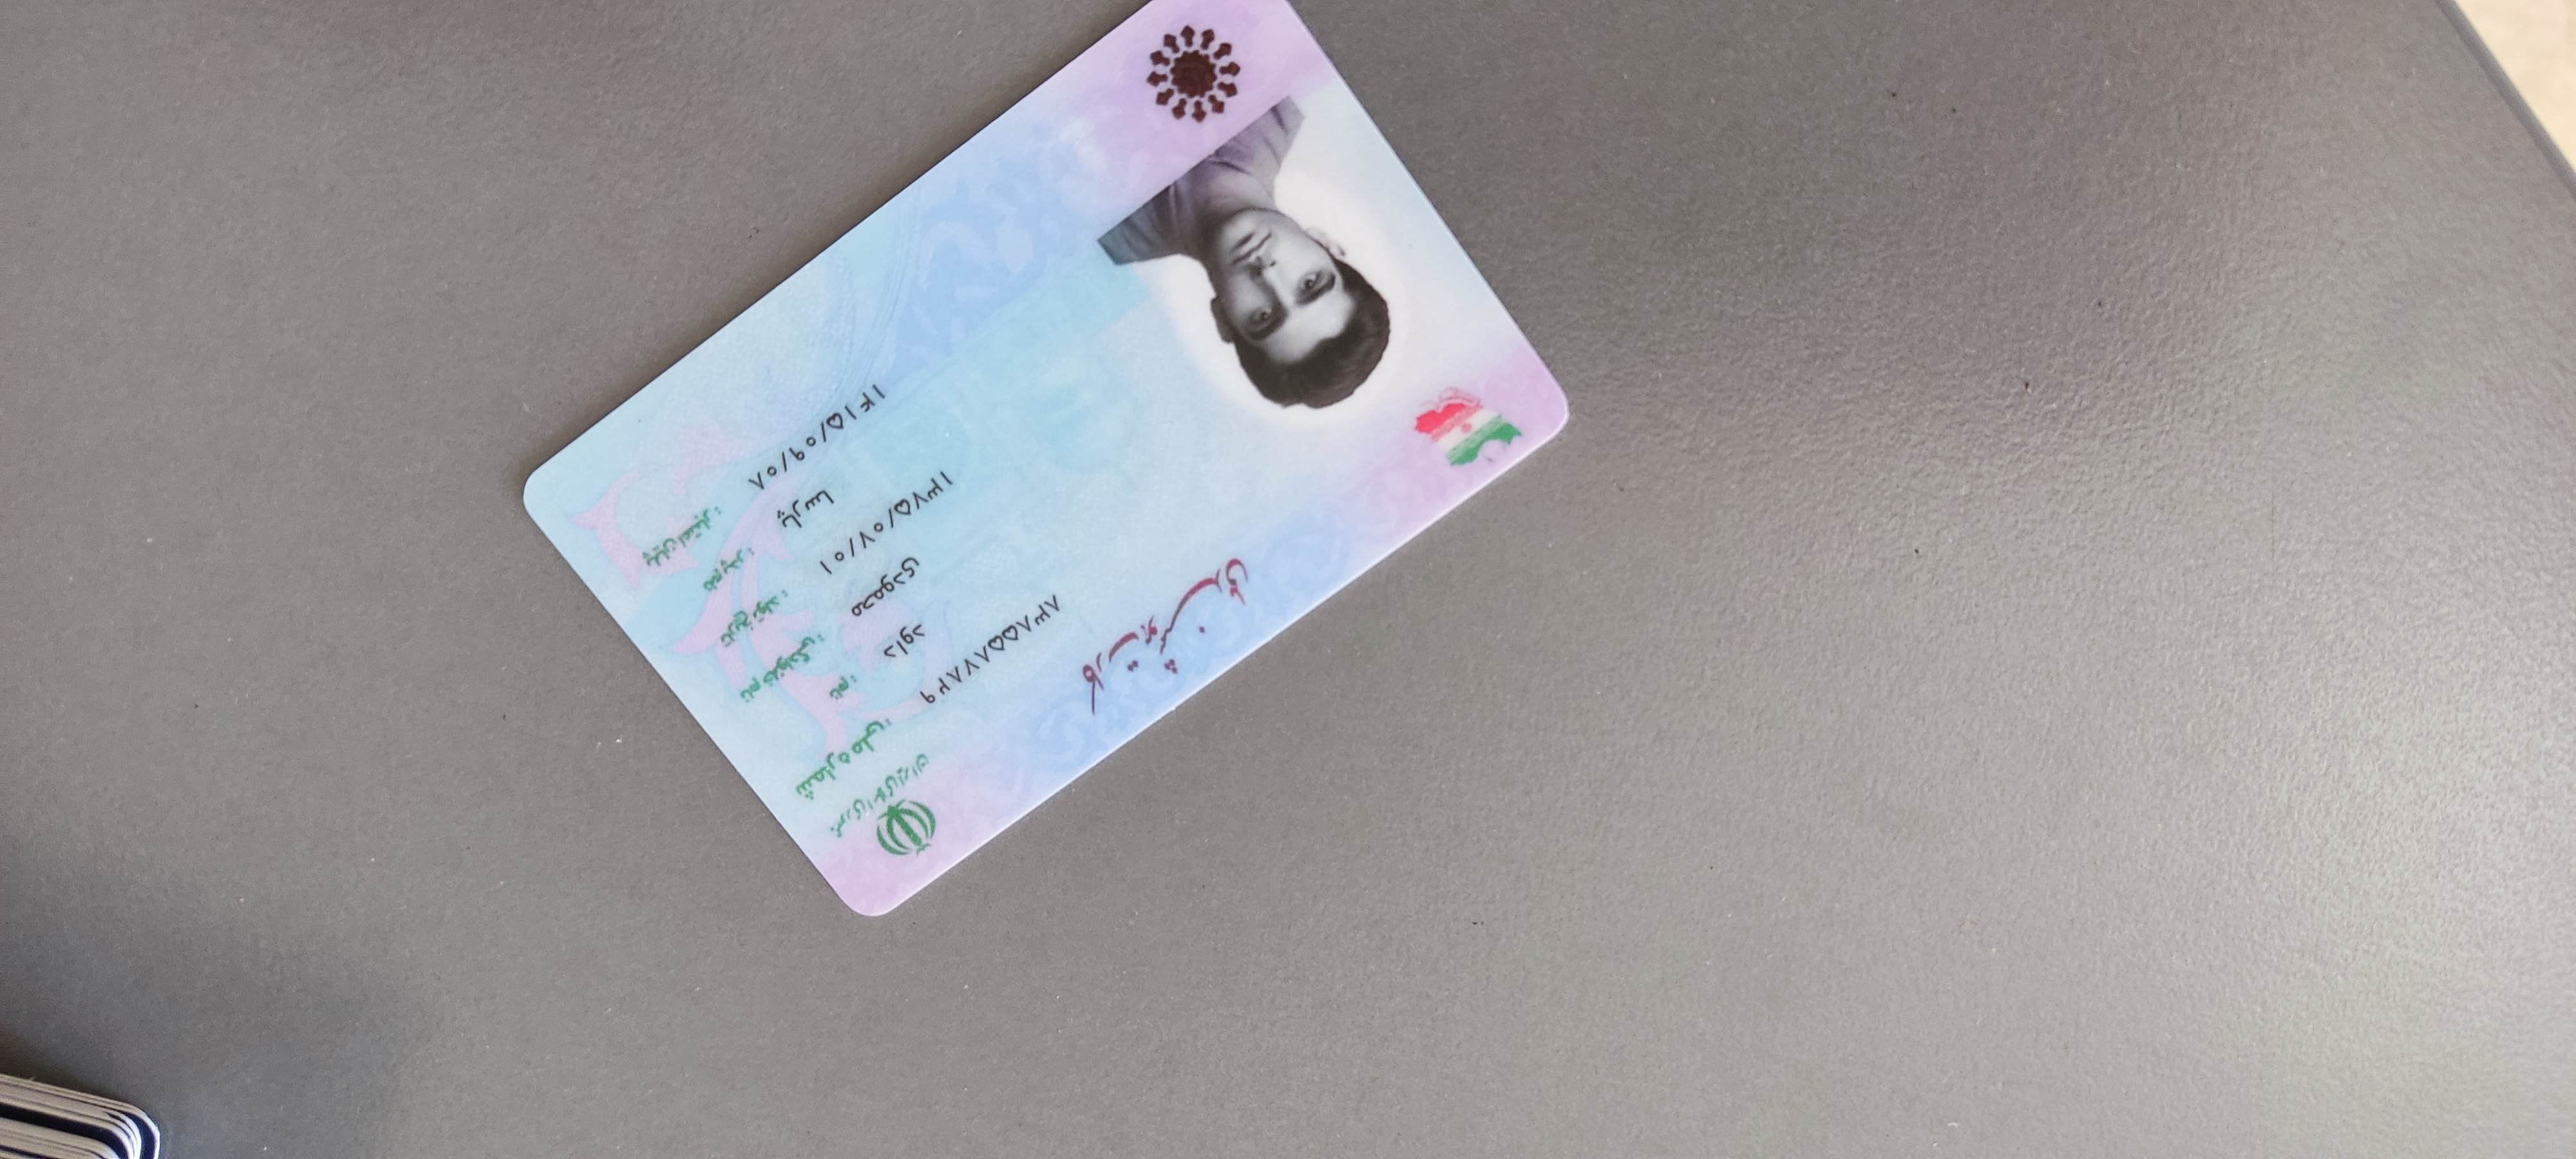 جمهوری اسلامی ایران
کارت هوشمند ملی
شماره ملی: ۸۳۸۵۵۸۷۸۲۹
نام: داود
نام خانوادگی: محمودی
تاریخ تولد: ۱۳۷۵/۰۷/۰۱
نام پدر: پارسا
پایان اعتبار: ۱۴۱۵/۰۹/۰۸